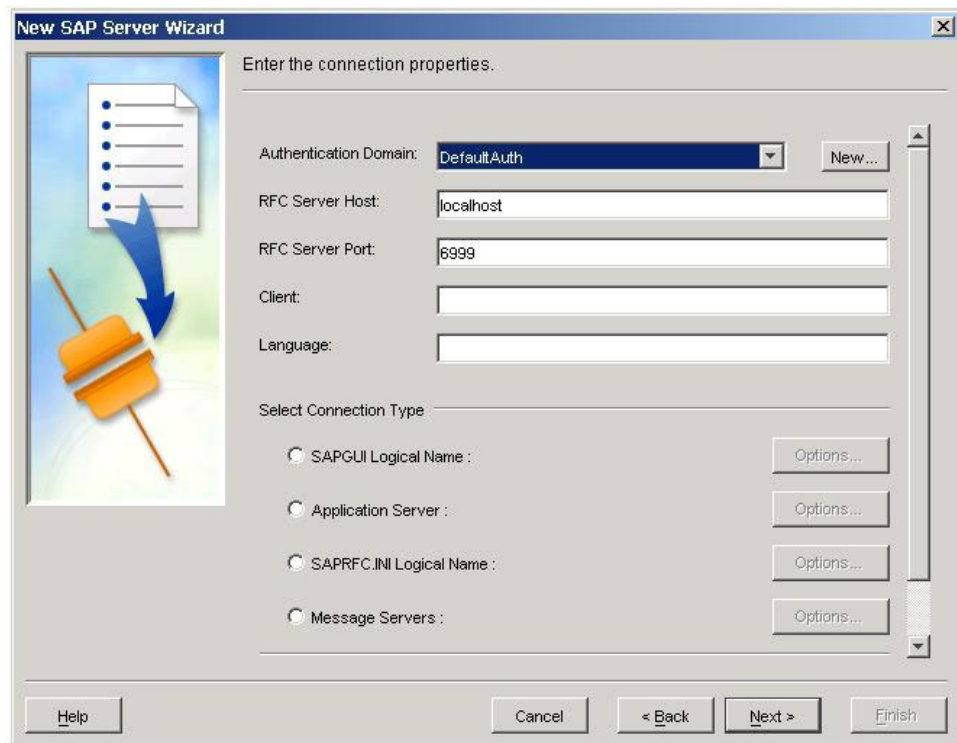 New SAP Server Wizard
Enter the connection properties.
Authentication Domain: DefaultAuth New...
RFC Server Host: localhost
RFC Server Port: 6999
Client:
Language:
Select Connection Type
SAPGUI Logical Name : Options...
Application Server : Options...
SAPRFC.INI Logical Name : Options...
Message Servers : Options...
Help Cancel < Back Next > Finish